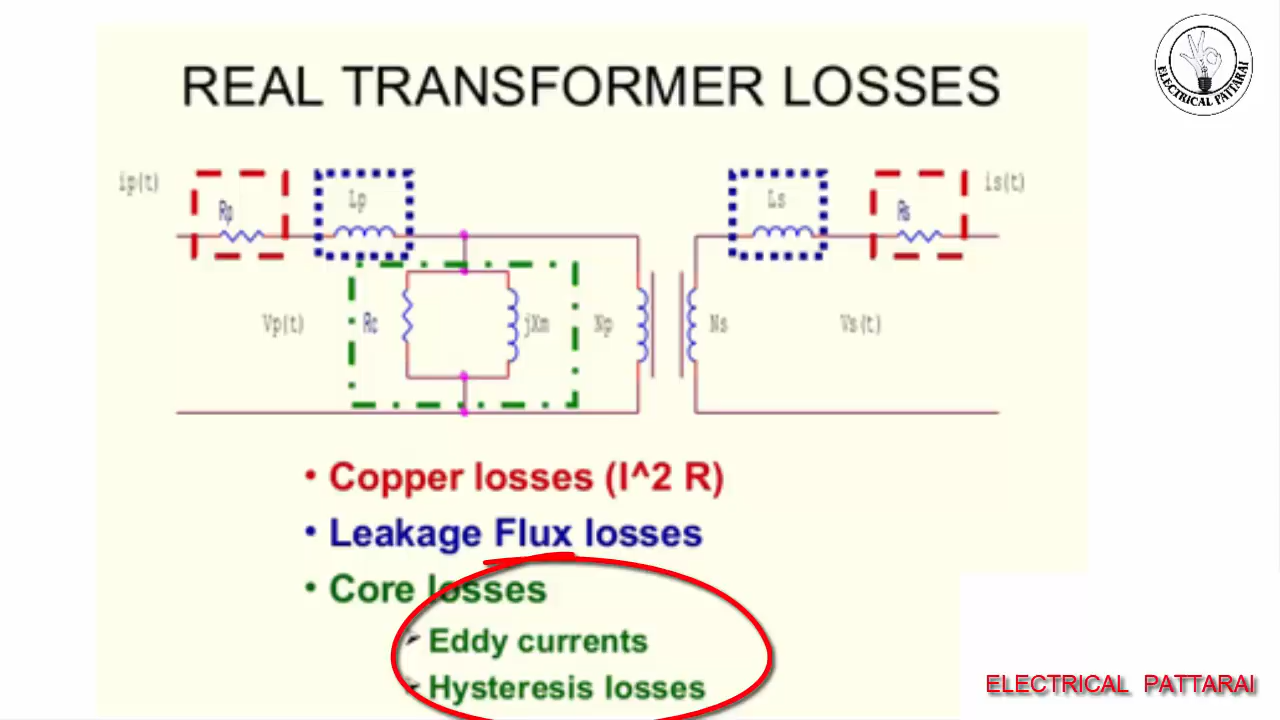 REAL TRANSFORMER LOSSES
ELECTRICAL PATTARAI
ip(t)
Rp
Lp
Ls
Rs
is(t)
Vp(t)
Rc
jXm
Np
Ns
Vs(t)
• Copper losses (I^2 R)
• Leakage Flux losses
• Core losses
Eddy currents
Hysteresis losses
ELECTRICAL PATTARAI